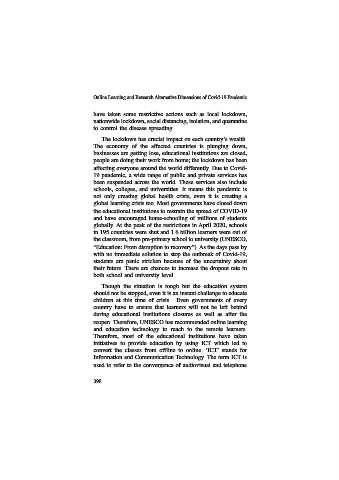 Online Learning and Research Alternative Dimensions of Covid-19 Pandemic
have taken some restrictive actions such as local lockdown,
nationwide lockdown, social distancing, isolation, and quarantine
to control the disease spreading.
The lockdown has crucial impact on each country's wealth.
The economy of the affected countries is plunging down,
businesses are getting loss, educational institutions are closed,
people are doing their work from home; the lockdown has been
affecting everyone around the world differently. Due to Covid-
19 pandemic, a wide range of public and private services has
been suspended across the world. These services also include
schools, colleges, and universities. It means this pandemic is
not only creating global health crisis, even it is creating a
global learning crisis too. Most governments have closed down
the educational institutions to restrain the spread of COVID-19
and have encouraged home-schooling of millions of students
globally. At the peak of the restrictions in April 2020, schools
in 195 countries were shut and 1.6 billion learners were out of
the classroom, from pre-primary school to university (UNESCO,
"Education: From disruption to recovery"). As the days pass by
with no immediate solution to stop the outbreak of Covid-19,
students are panic stricken because of the uncertainty about
their future. There are chances to increase the dropout rate in
both school and university level.
Though the situation is tough but the education system
should not be stopped, even it is an instant challenge to educate
children at this time of crisis. Even governments of every
country have to ensure that learners will not be left behind
during educational institutions closures as well as after the
reopen. Therefore, UNESCO has recommended online learning
and education technology to reach to the remote learners.
Therefore, most of the educational institutions have taken
initiatives to provide education by using ICT which led to
convert the classes from offline to online. 'ICT' stands for
Information and Communication Technology. The term ICT is
used to refer to the convergence of audiovisual and telephone